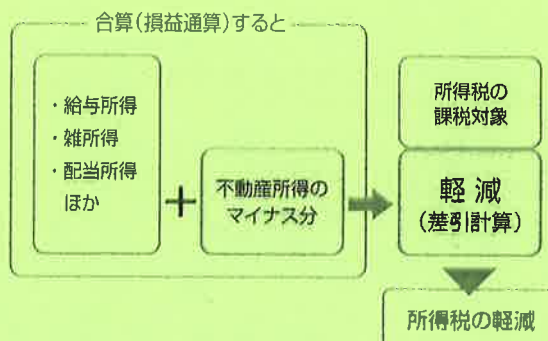 合算(損益通算)すると
・給与所得
・雑所得
・配当所得
ほか
+
不動産所得の
マイナス分
所得税の
課税対象
軽減
(差引計算)
所得税の軽減